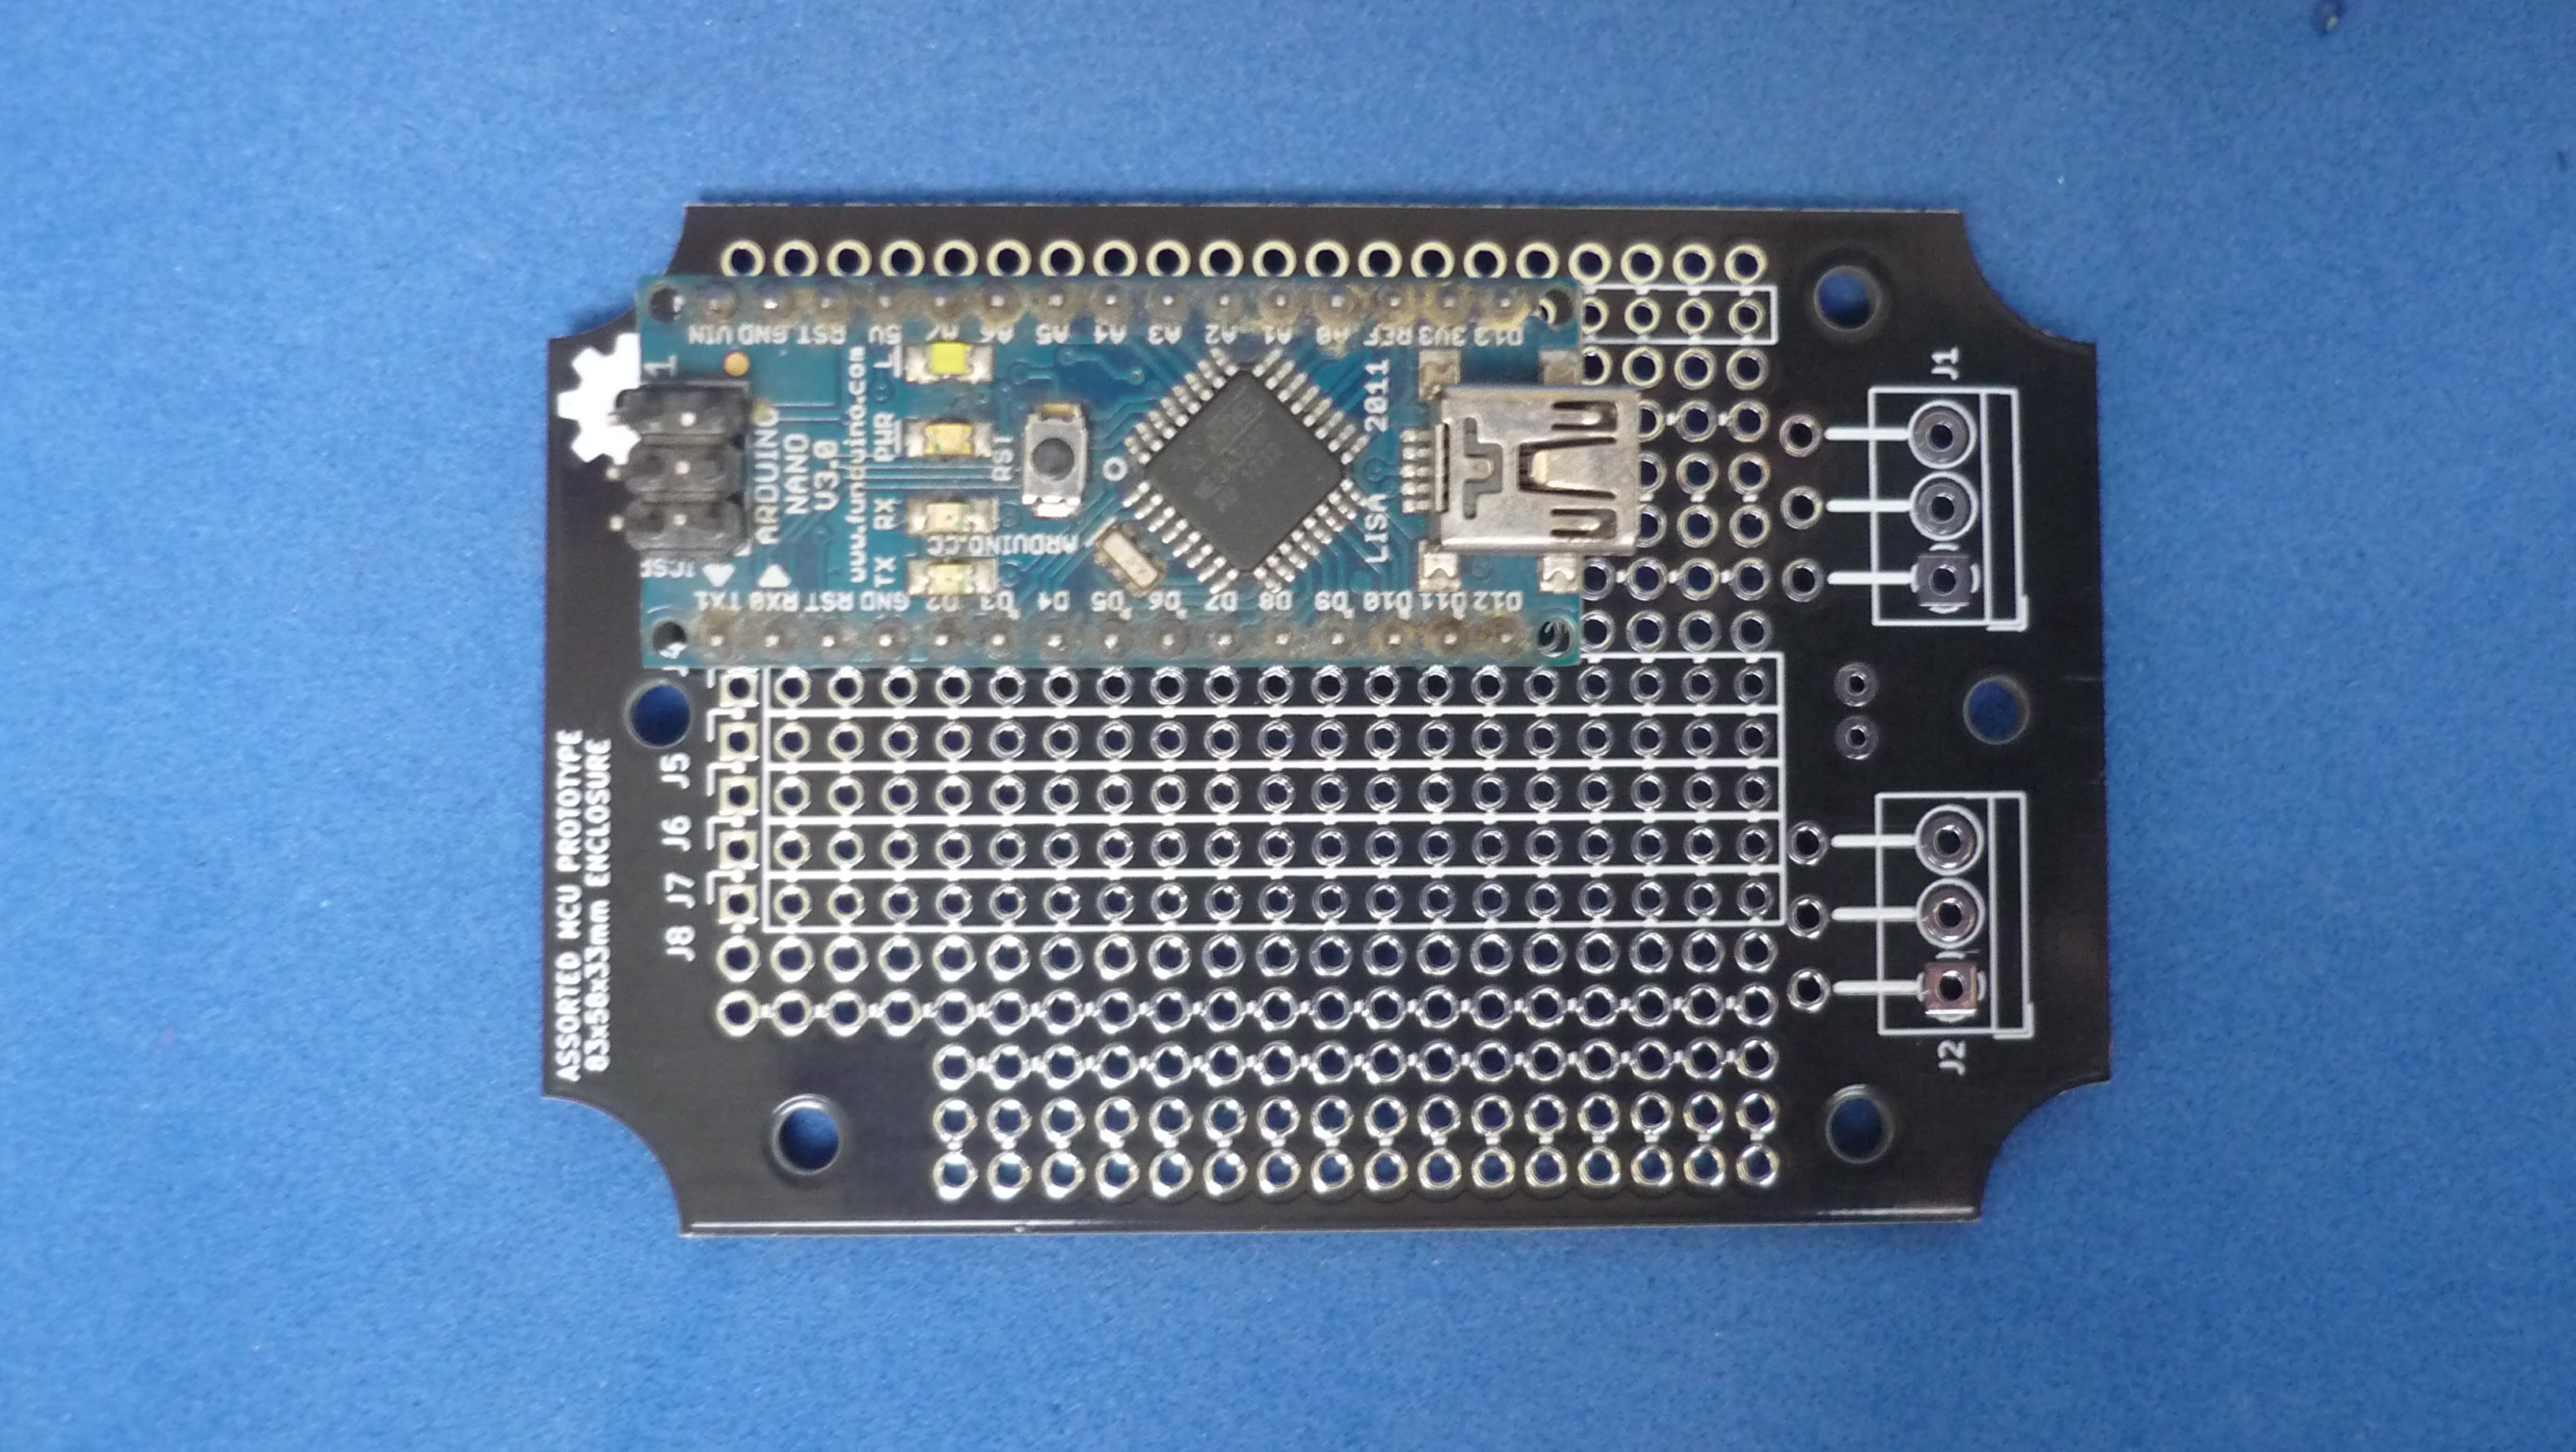 VIN GND RST 5V A7 A6 A5 A4 A3 A2 A1 A0 REF 3V3 D13
1
ARDUINO
NANO
V3.0
www.funduino.com
L
PWR
RX
TX
RST
ARDUINO.CC
LISA 2011
ICSP
TX1 RX0 RST GND D2 D3 D4 D5 D6 D7 D8 D9 D10 D11 D12
J1
J2
J5
J6
J7
J8
ASSORTED MCU PROTOTYPE
83x58x33mm ENCLOSURE